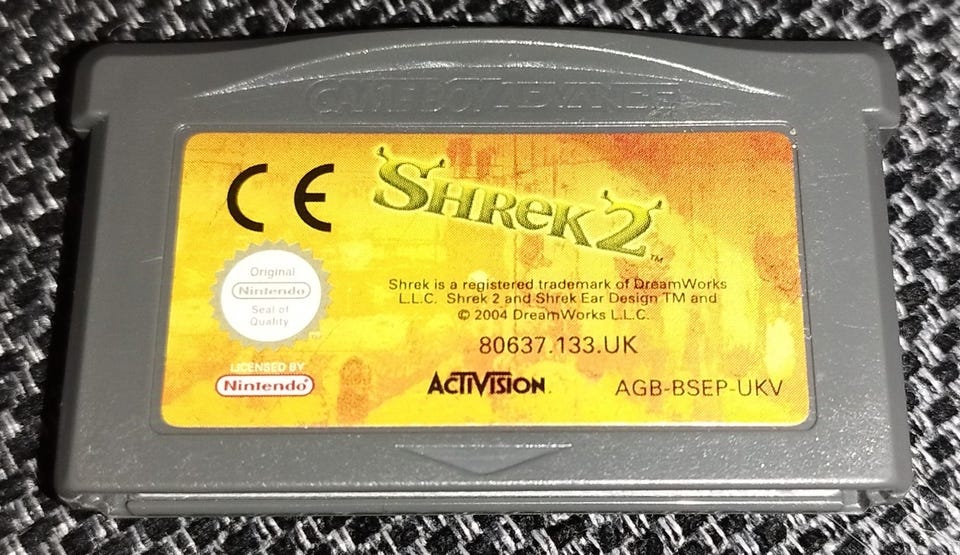 GAME BOY ADVANCE
CE
SHREK 2™
Original
Nintendo®
Seal of
Quality
Shrek is a registered trademark of DreamWorks
L.L.C. Shrek 2 and Shrek Ear Design TM and
© 2004 DreamWorks L.L.C.
80637.133.UK
LICENSED BY
Nintendo®
ACTIVISION.
AGB-BSEP-UKV